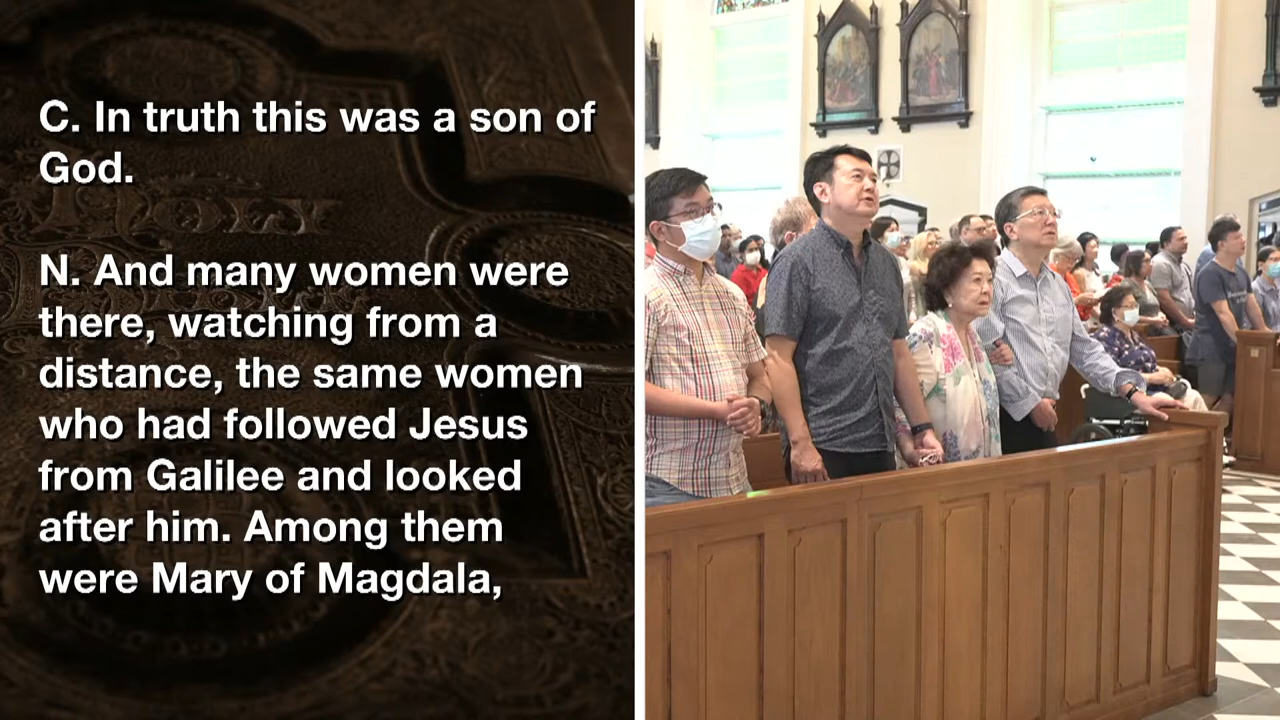 C. In truth this was a son of
God.
N. And many women were
there, watching from a
distance, the same women
who had followed Jesus
from Galilee and looked
after him. Among them
were Mary of Magdala,